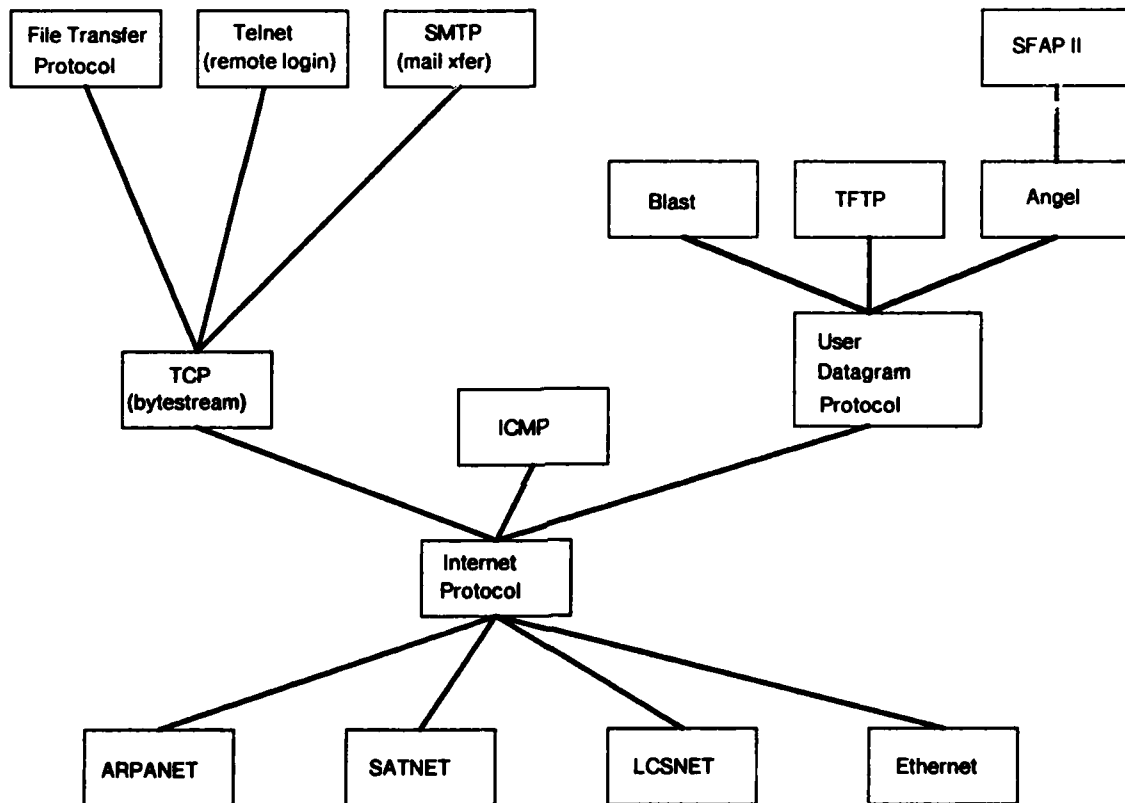 File Transfer
Protocol
Telnet
(remote login)
SMTP
(mail xfer)
SFAP II
Blast
TFTP
Angel
TCP
(bytestream)
ICMP
User
Datagram
Protocol
Internet
Protocol
ARPANET
SATNET
LCSNET
Ethernet